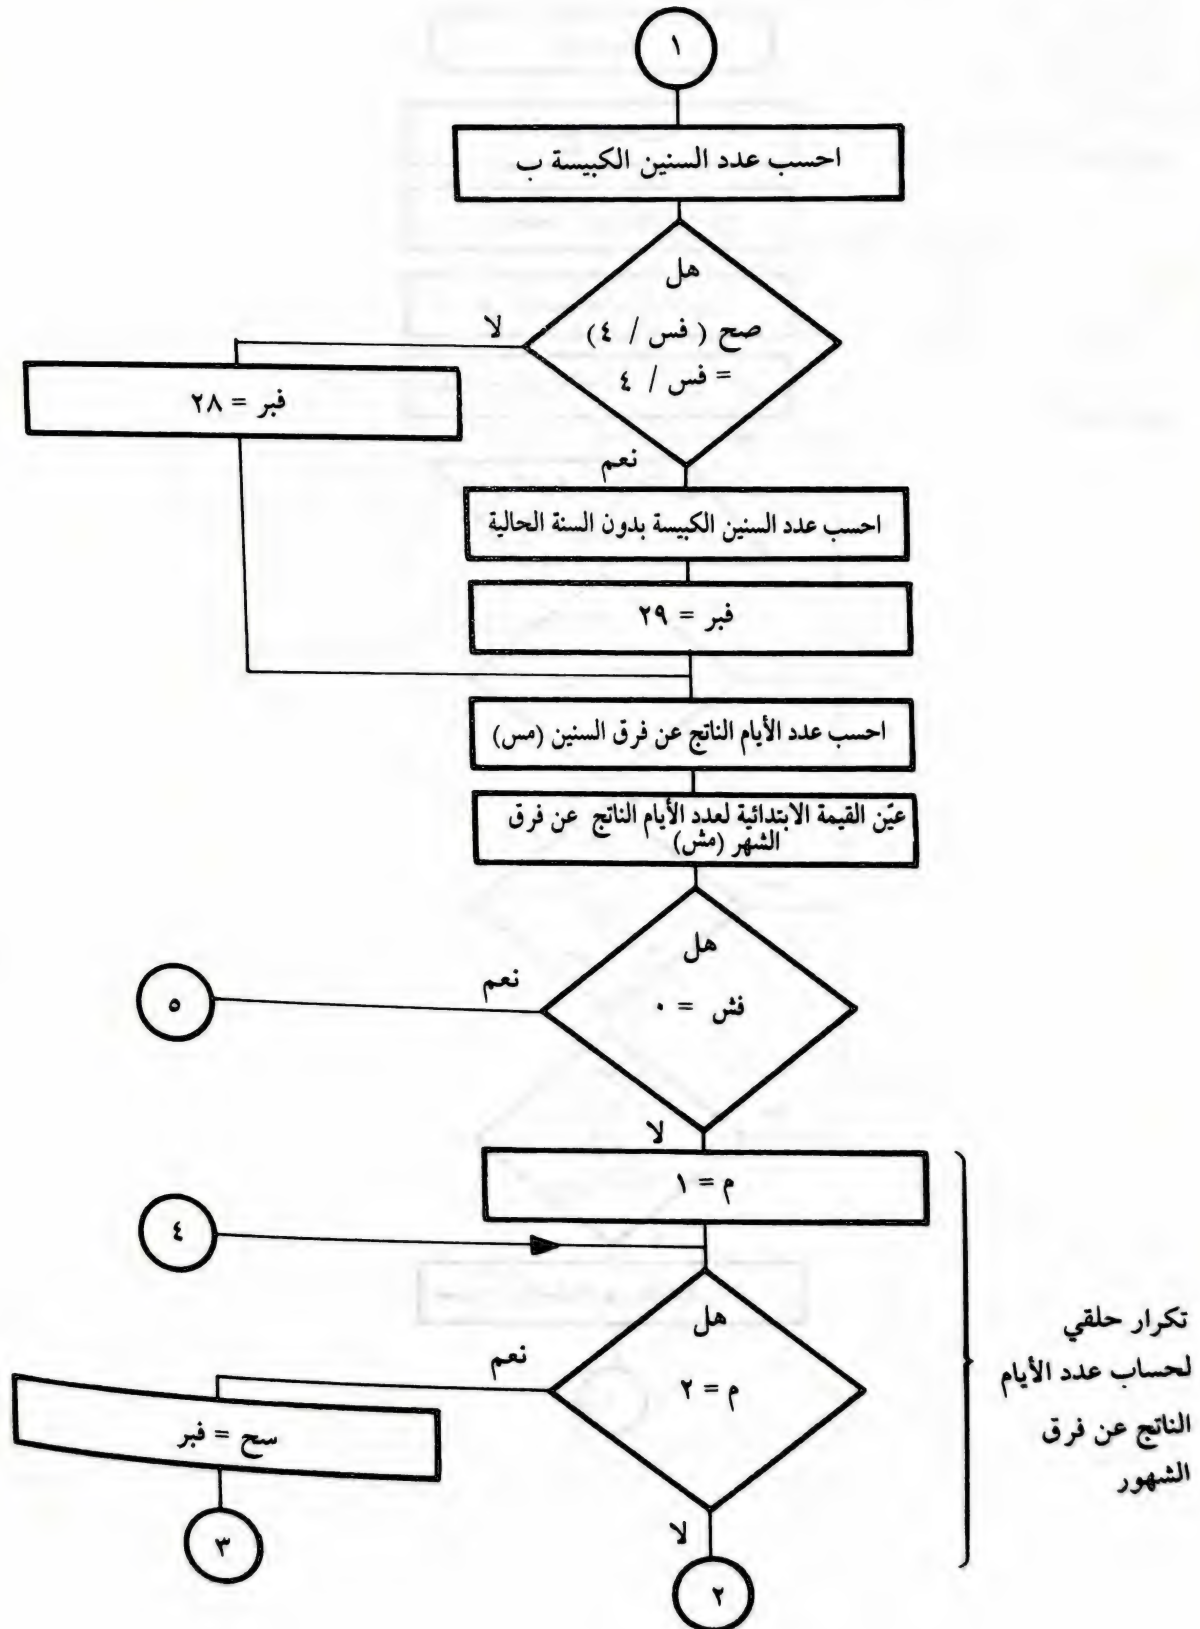 ١
احسب عدد السنين الكبيسة ب
هل
صح ( فس / ٤)
= فس / ٤
لا
فبر = ٢٨
نعم
احسب عدد السنين الكبيسة بدون السنة الحالية
فبر = ٢٩
احسب عدد الأيام الناتج عن فرق السنين (مس)
عيّن القيمة الابتدائية لعدد الأيام الناتج عن فرق
الشهر (مش)
هل
فش = ٠
نعم
٥
لا
م = ١
٤
هل
م = ٢
نعم
سح = فبر
٣
لا
٢
تكرار حلقي
لحساب عدد الأيام
الناتج عن فرق
الشهور